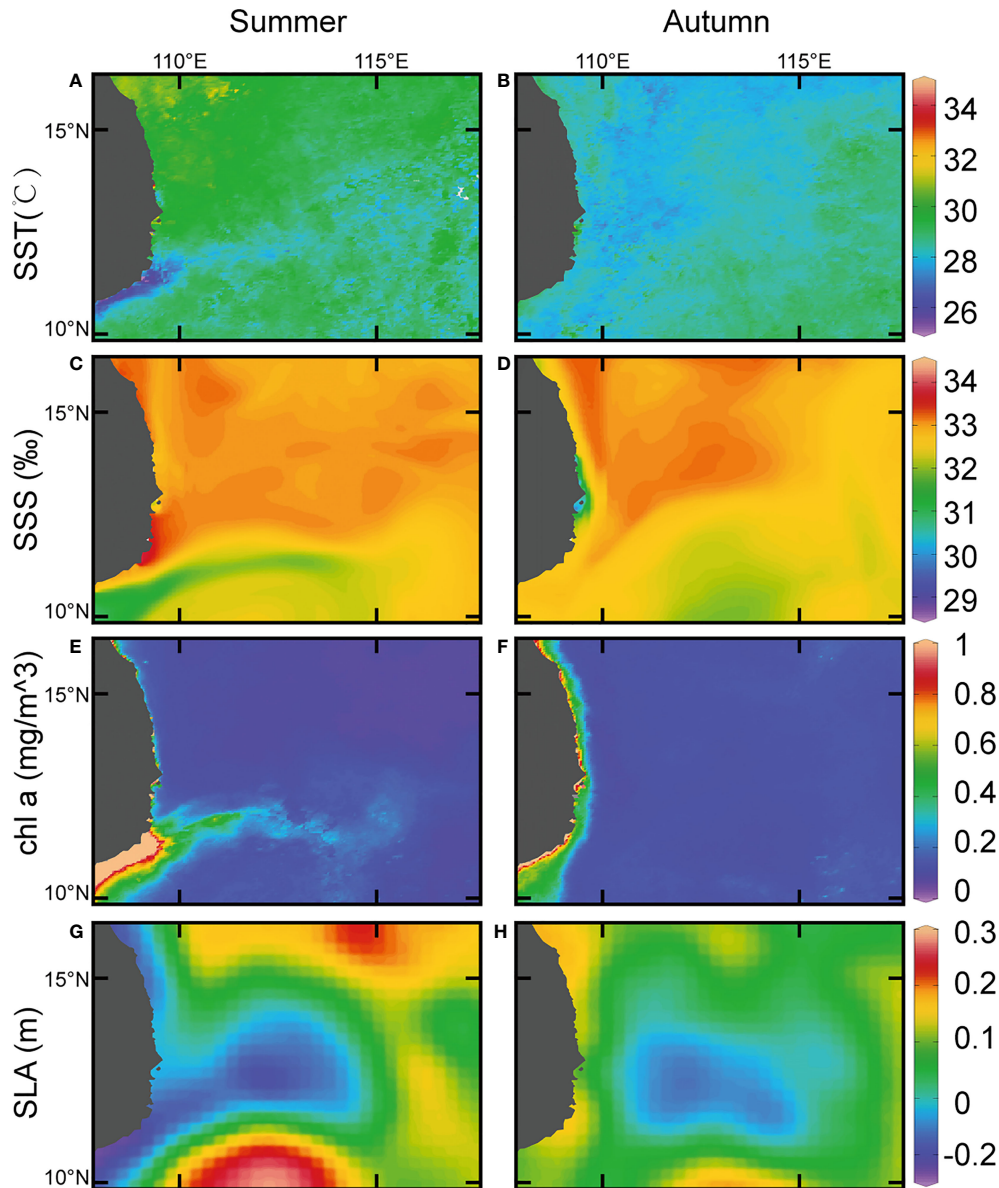 Summer Autumn
110°E 115°E 110°E 115°E
A B
SST(℃)
15°N
10°N
34
32
30
28
26
C D
SSS (‰)
15°N
10°N
34
33
32
31
30
29
E F
chl a (mg/m^3)
15°N
10°N
1
0.8
0.6
0.4
0.2
0
G H
SLA (m)
15°N
10°N
0.3
0.2
0.1
0
-0.2